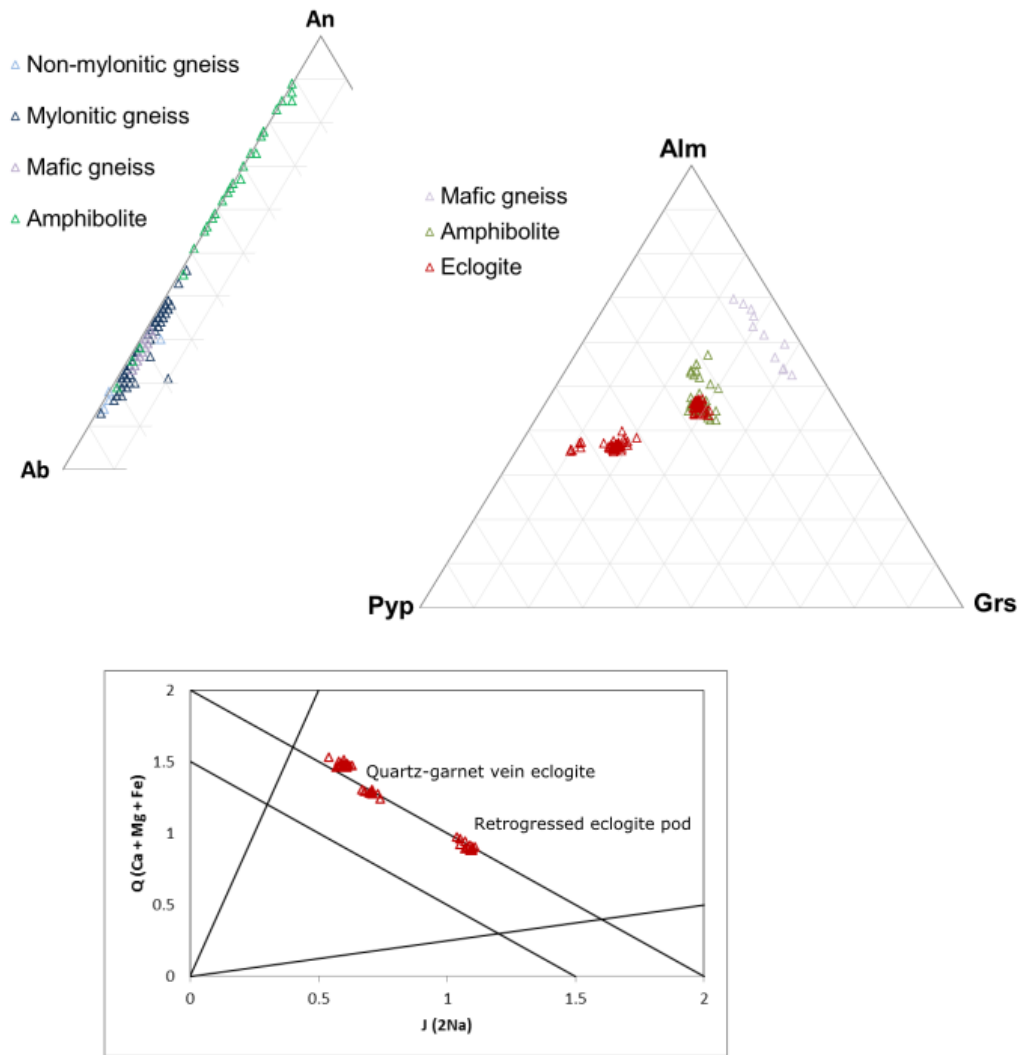 An
Non-mylonitic gneiss
Mylonitic gneiss
Mafic gneiss
Amphibolite
Ab
Alm
Mafic gneiss
Amphibolite
Eclogite
Pyp
Grs
2
1.5
1
0.5
0
Q (Ca + Mg + Fe)
Quartz-garnet vein eclogite
Retrogressed eclogite pod
0
0.5
1
1.5
2
J (2Na)